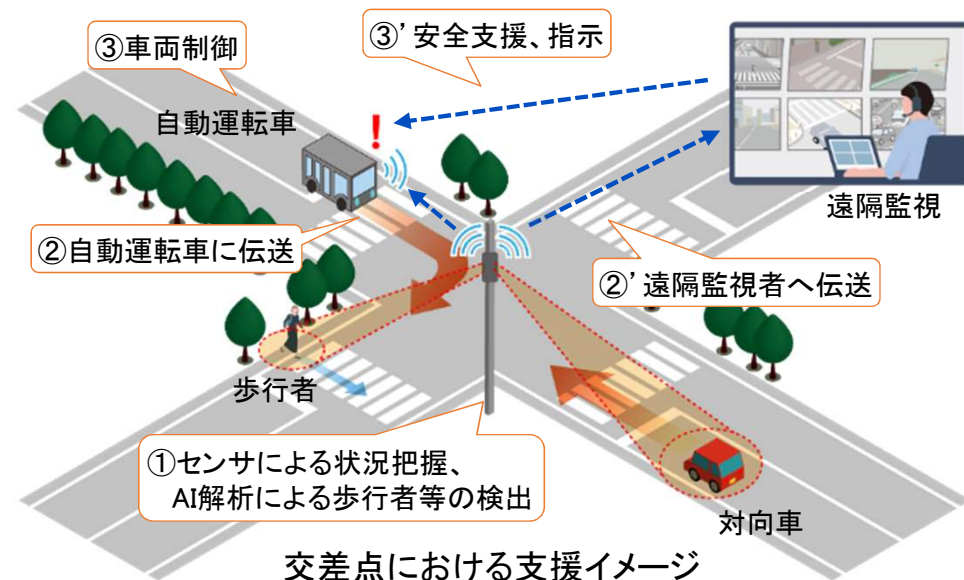 ③車両制御
③’安全支援、指示
自動運転車
遠隔監視
②自動運転車に伝送
②’遠隔監視者へ伝送
歩行者
①センサによる状況把握、
AI解析による歩行者等の検出
対向車
交差点における支援イメージ